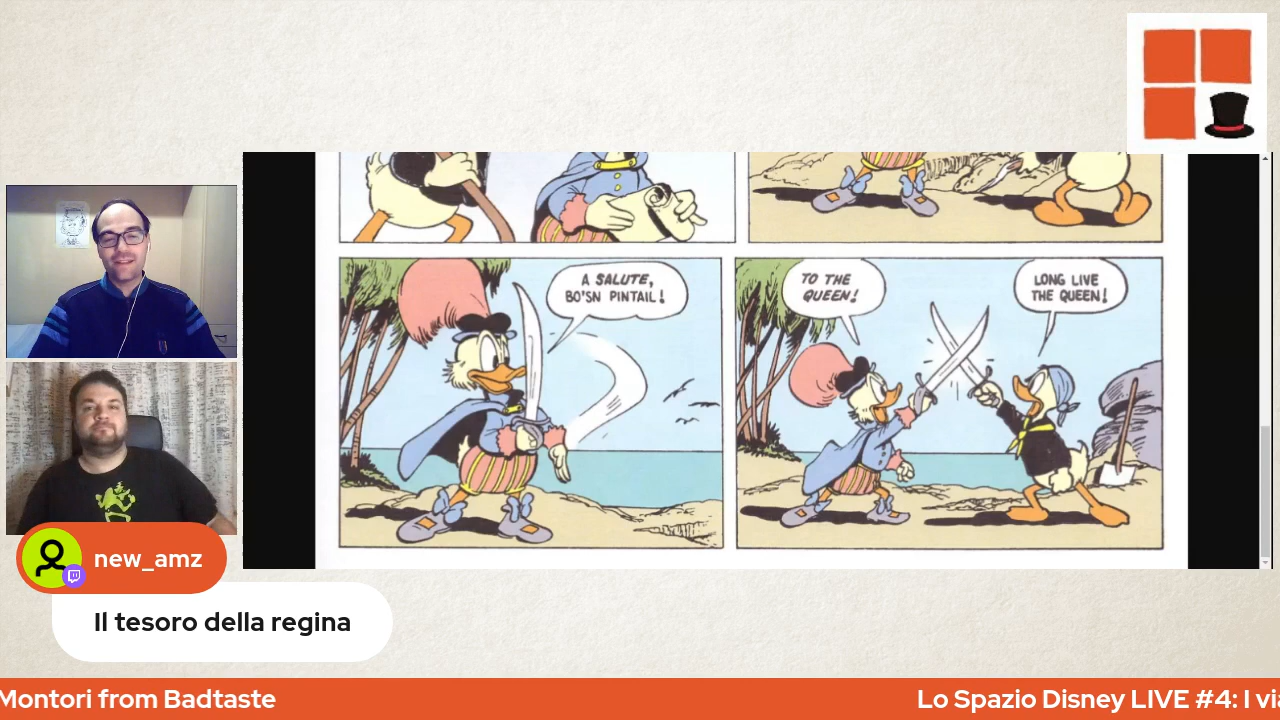 A SALUTE,
BO'SN PINTAIL!
TO THE
QUEEN!
LONG LIVE
THE QUEEN!
new_amz
Il tesoro della regina
Montori from Badtaste
Lo Spazio Disney LIVE #4: I via